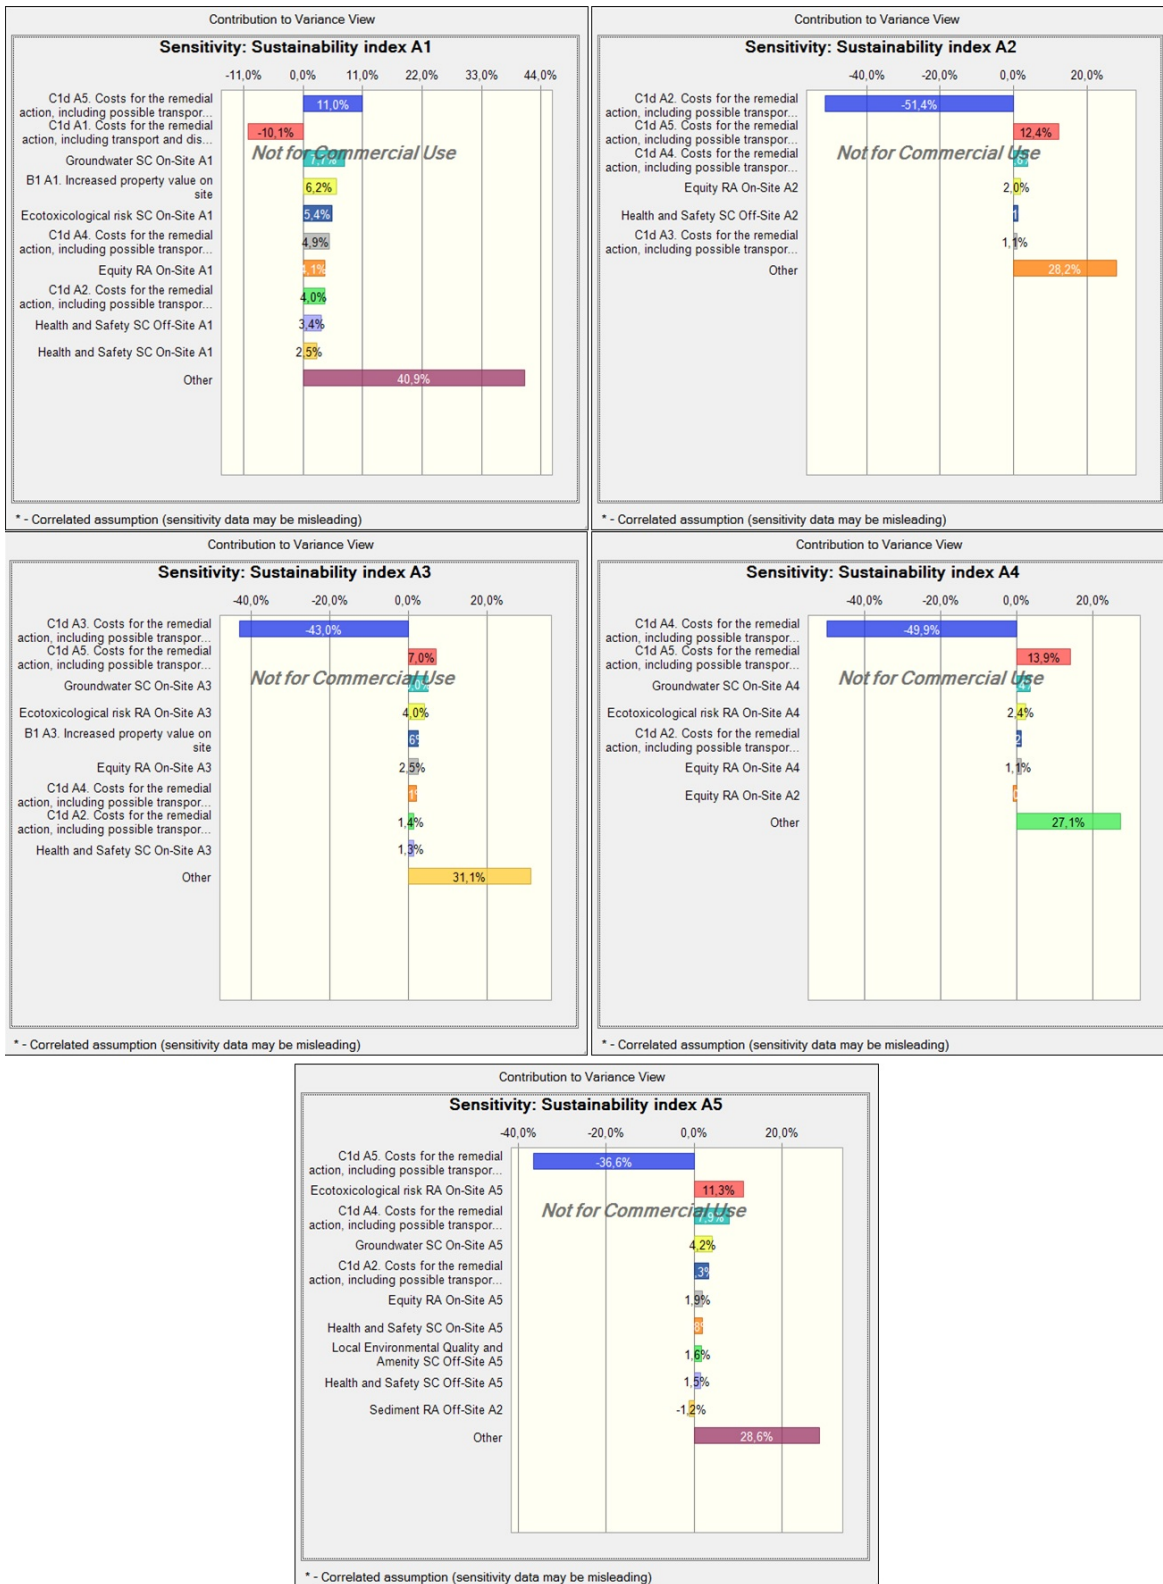 Contribution to Variance View
Sensitivity: Sustainability index A1
-11,0% 0,0% 11,0% 22,0% 33,0% 44,0%
C1d A5. Costs for the remedial
action, including possible transpor...
11,0%
C1d A1. Costs for the remedial
action, including transport and dis...
-10,1%
Not for Commercial Use
Groundwater SC On-Site A1
7,7%
B1 A1. Increased property value on
site
6,2%
Ecotoxicological risk SC On-Site A1
5,4%
C1d A4. Costs for the remedial
action, including possible transpor...
4,9%
Equity RA On-Site A1
4,1%
C1d A2. Costs for the remedial
action, including possible transpor...
4,0%
Health and Safety SC Off-Site A1
3,4%
Health and Safety SC On-Site A1
2,5%
Other
40,9%
* - Correlated assumption (sensitivity data may be misleading)
Contribution to Variance View
Sensitivity: Sustainability index A2
-40,0% -20,0% 0,0% 20,0%
C1d A2. Costs for the remedial
action, including possible transpor...
-51,4%
C1d A5. Costs for the remedial
action, including possible transpor...
12,4%
Not for Commercial Use
C1d A4. Costs for the remedial
action, including possible transpor...
Equity RA On-Site A2
2,0%
Health and Safety SC Off-Site A2
C1d A3. Costs for the remedial
action, including possible transpor...
1,1%
Other
28,2%
* - Correlated assumption (sensitivity data may be misleading)
Contribution to Variance View
Sensitivity: Sustainability index A3
-40,0% -20,0% 0,0% 20,0%
C1d A3. Costs for the remedial
action, including possible transpor...
-43,0%
C1d A5. Costs for the remedial
action, including possible transpor...
7,0%
Not for Commercial Use
Groundwater SC On-Site A3
Ecotoxicological risk RA On-Site A3
4,0%
B1 A3. Increased property value on
site
Equity RA On-Site A3
2,5%
C1d A4. Costs for the remedial
action, including possible transpor...
C1d A2. Costs for the remedial
action, including possible transpor...
1,4%
Health and Safety SC On-Site A3
1,3%
Other
31,1%
* - Correlated assumption (sensitivity data may be misleading)
Contribution to Variance View
Sensitivity: Sustainability index A4
-40,0% -20,0% 0,0% 20,0%
C1d A4. Costs for the remedial
action, including possible transpor...
-49,9%
C1d A5. Costs for the remedial
action, including possible transpor...
13,9%
Not for Commercial Use
Groundwater SC On-Site A4
Ecotoxicological risk RA On-Site A4
2,4%
C1d A2. Costs for the remedial
action, including possible transpor...
Equity RA On-Site A4
1,1%
Equity RA On-Site A2
Other
27,1%
* - Correlated assumption (sensitivity data may be misleading)
Contribution to Variance View
Sensitivity: Sustainability index A5
-40,0% -20,0% 0,0% 20,0%
C1d A5. Costs for the remedial
action, including possible transpor...
-36,6%
Ecotoxicological risk RA On-Site A5
11,3%
Not for Commercial Use
C1d A4. Costs for the remedial
action, including possible transpor...
7,9%
Groundwater SC On-Site A5
4,2%
C1d A2. Costs for the remedial
action, including possible transpor...
Equity RA On-Site A5
1,9%
Health and Safety SC On-Site A5
Local Environmental Quality and
Amenity SC Off-Site A5
1,6%
Health and Safety SC Off-Site A5
1,5%
Sediment RA Off-Site A2
-1,2%
Other
28,6%
* - Correlated assumption (sensitivity data may be misleading)